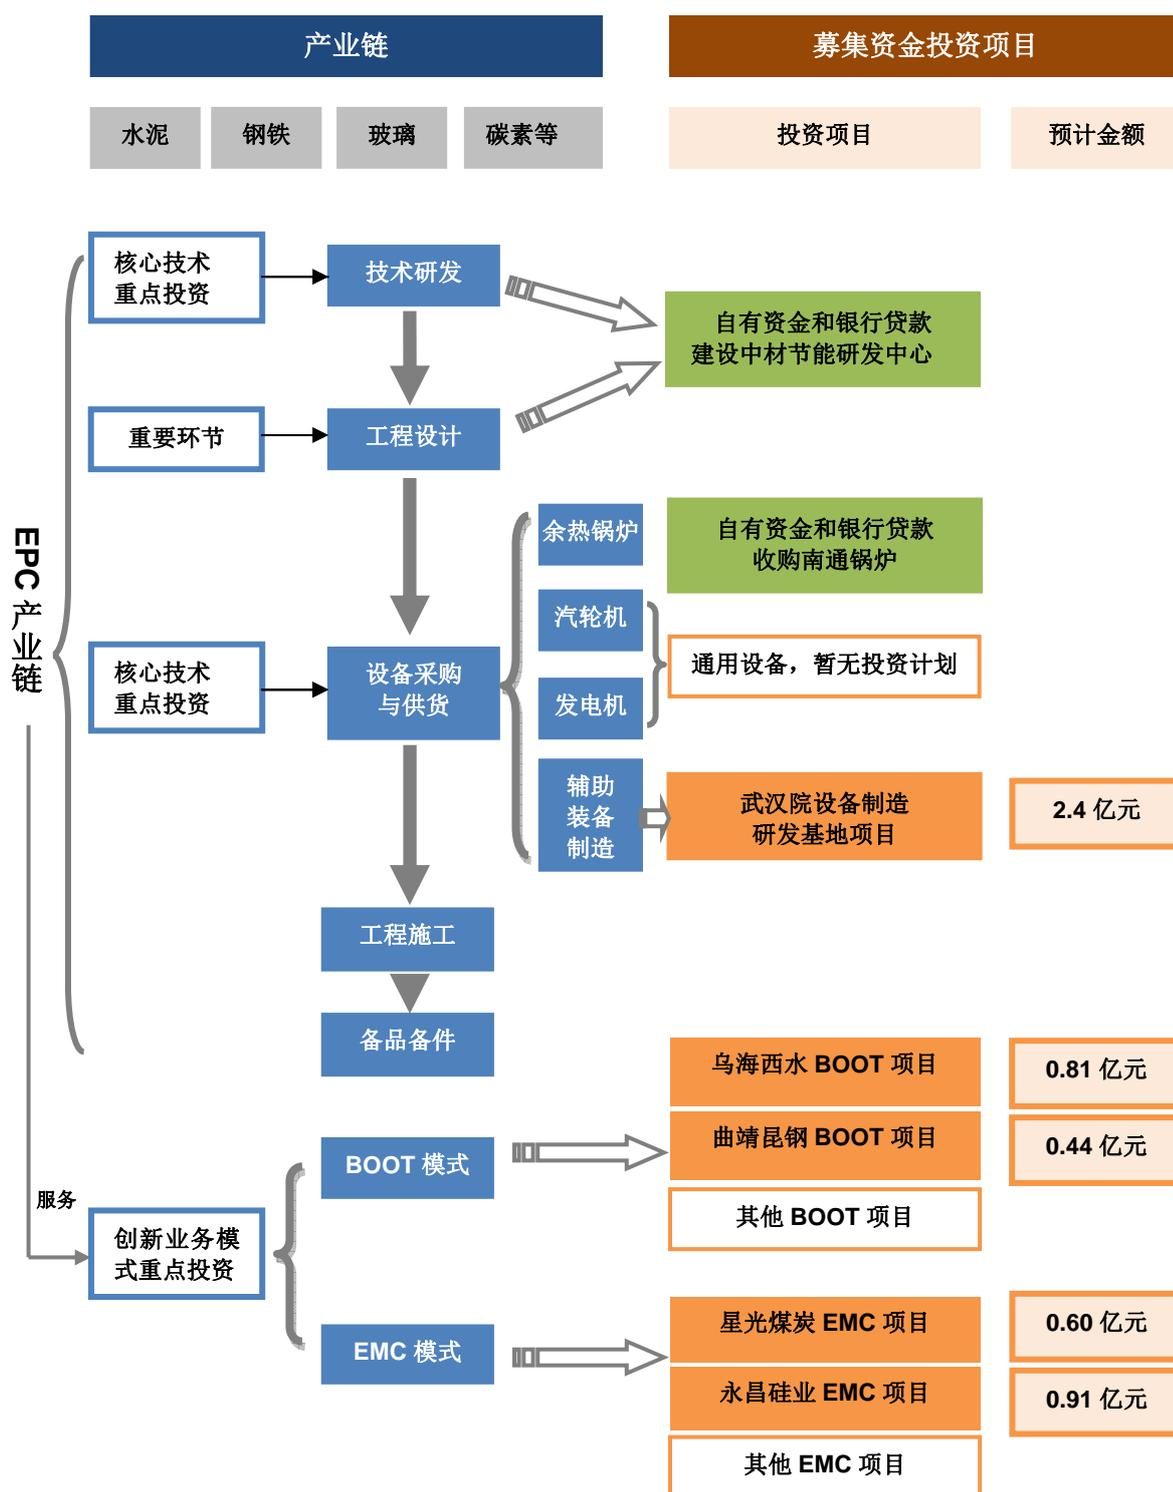 产业链
募集资金投资项目
水泥
钢铁
玻璃
碳素等
投资项目
预计金额
核心技术
重点投资
技术研发
自有资金和银行贷款
建设中材节能研发中心
重要环节
工程设计
EPC 产业链
余热锅炉
自有资金和银行贷款
收购南通锅炉
汽轮机
通用设备，暂无投资计划
核心技术
重点投资
设备采购
与供货
发电机
辅助
装备
制造
武汉院设备制造
研发基地项目
2.4 亿元
工程施工
备品备件
乌海西水 BOOT 项目
0.81 亿元
曲靖昆钢 BOOT 项目
0.44 亿元
BOOT 模式
其他 BOOT 项目
服务
创新业务模
式重点投资
星光煤炭 EMC 项目
0.60 亿元
EMC 模式
永昌硅业 EMC 项目
0.91 亿元
其他 EMC 项目